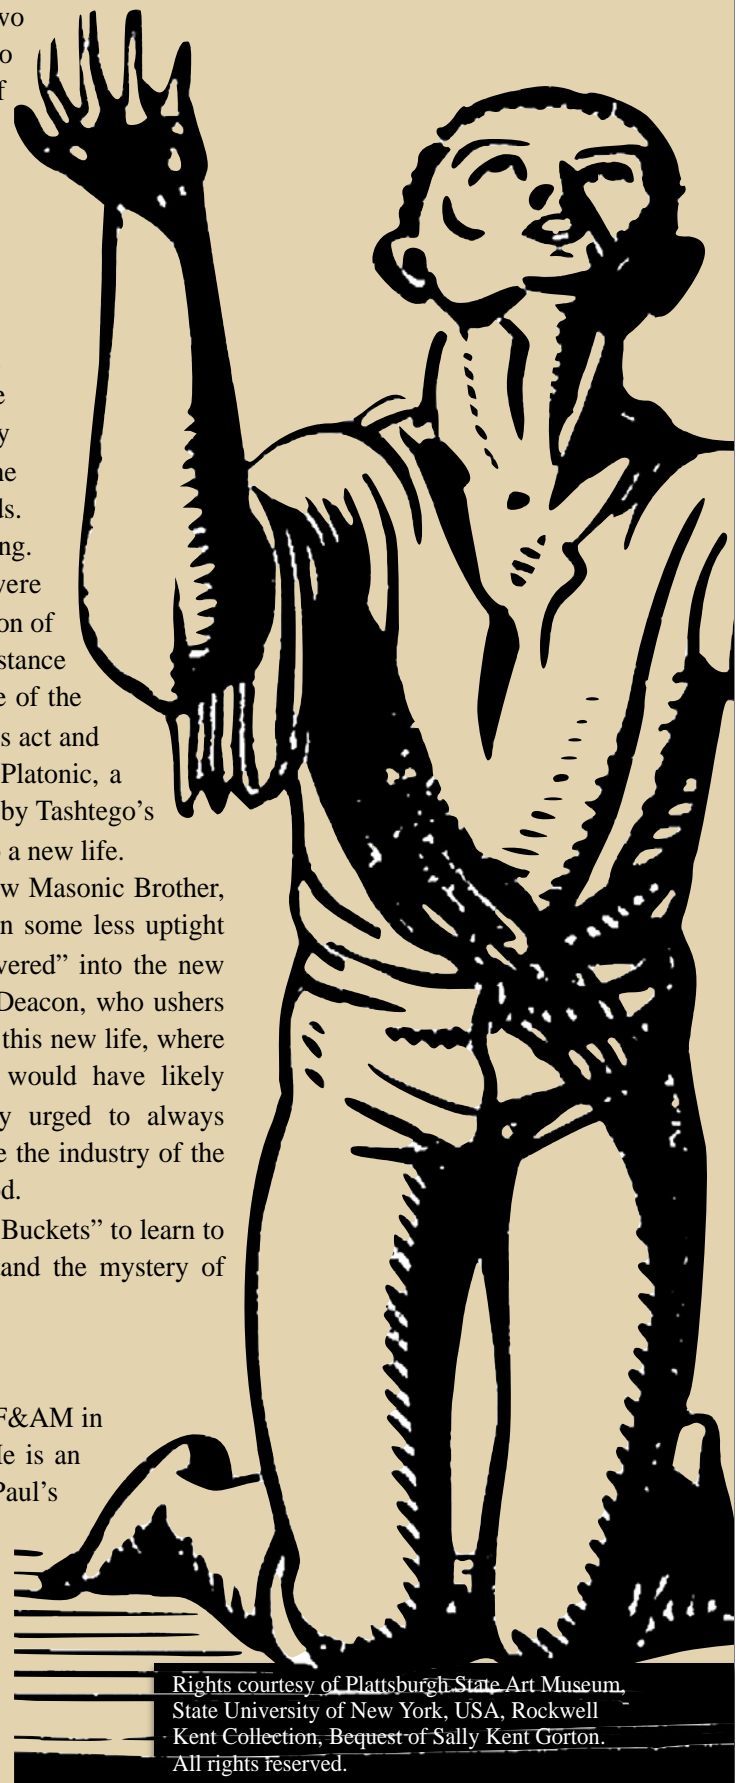 wo
o
f
e
y
ne
ls.
ng.
vere
on of
stance
e of the
s act and
Platonic, a
by Tashtego’s
a new life.
w Masonic Brother,
n some less uptight
vered” into the new
Deacon, who ushers
this new life, where
would have likely
y urged to always
e the industry of the
d.
Buckets” to learn to
and the mystery of
F&AM in
He is an
Paul’s
Rights courtesy of Plattsburgh State Art Museum,
State University of New York, USA, Rockwell
Kent Collection, Bequest of Sally Kent Gorton.
All rights reserved.